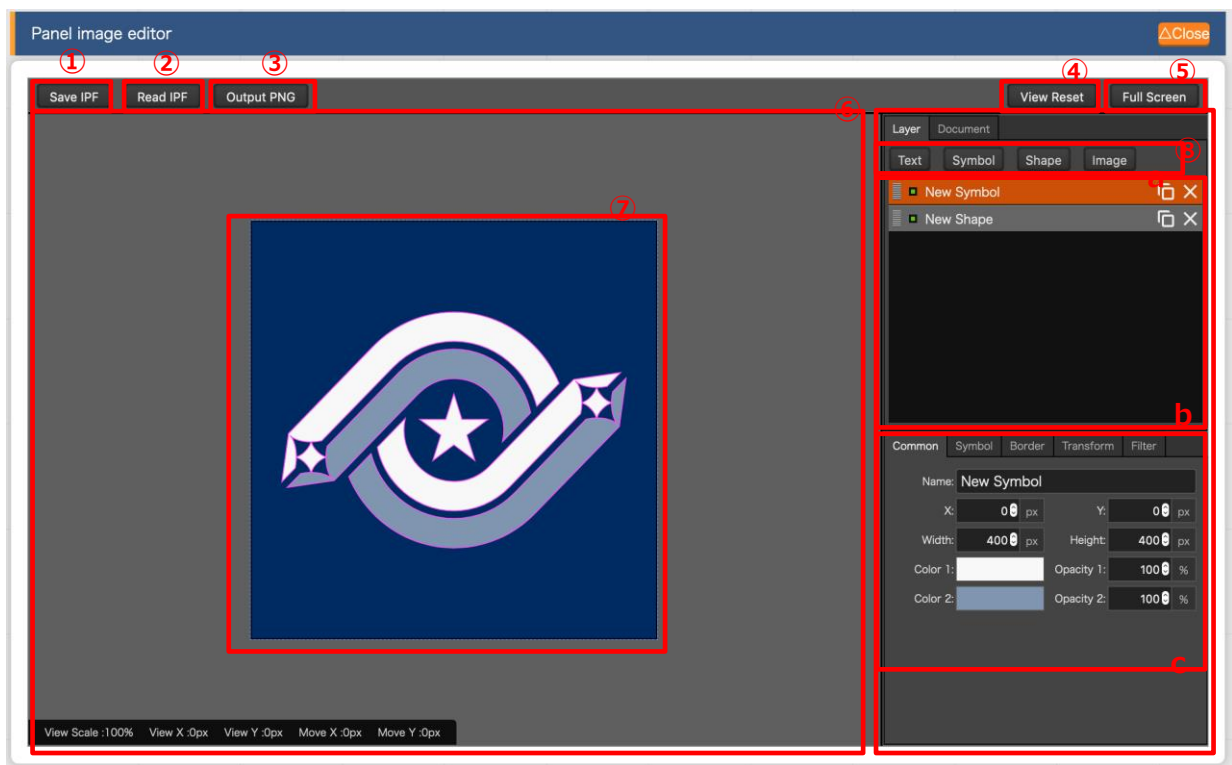 Panel image editor
△Close
① ② ③ ④ ⑤
Save IPF Read IPF Output PNG View Reset Full Screen
⑥
Layer Document
⑧
Text Symbol Shape Image
a
New Symbol
New Shape
⑦
b
Common Symbol Border Transform Filter
Name: New Symbol
X: 0 px Y: 0 px
Width: 400 px Height: 400 px
Color 1: Opacity 1: 100 %
Color 2: Opacity 2: 100 %
c
View Scale :100% View X :0px View Y :0px Move X :0px Move Y :0px